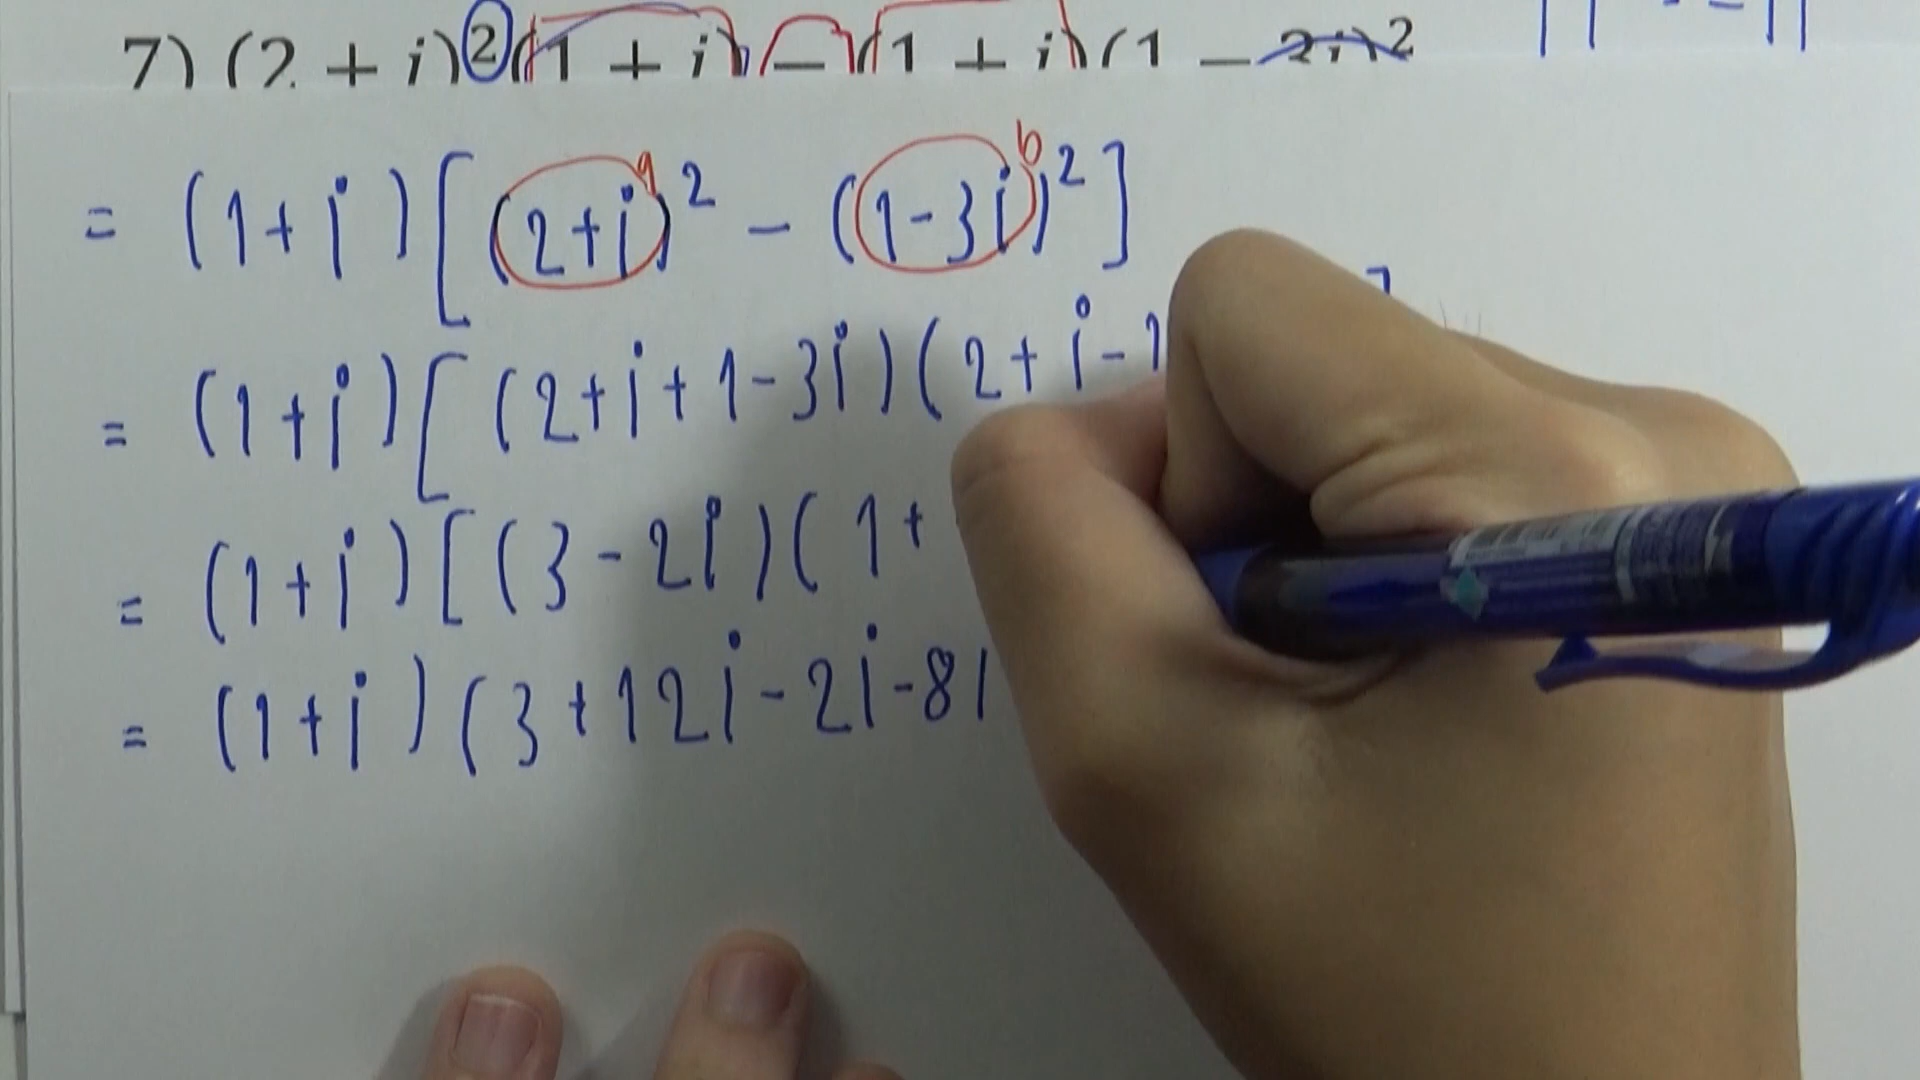 7) (2 + i)²(1 + i) − (1 + i)(1 − 3i)²
= (1+i)[(2+i)² − (1−3i)²]
a b
= (1+i)[(2+i+1−3i)(2+i−1
= (1+i)[(3−2i)(1+
= (1+i)(3+12i−2i−8i